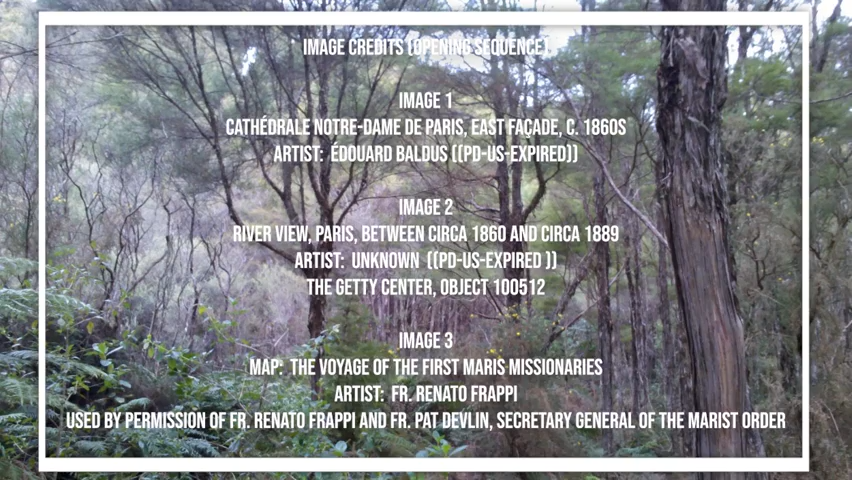 IMAGE CREDITS (OPENING SEQUENCE)
IMAGE 1
CATHÉDRALE NOTRE-DAME DE PARIS, EAST FAÇADE, C. 1860S
ARTIST: ÉDOUARD BALDUS ((PD-US-EXPIRED))
IMAGE 2
RIVER VIEW, PARIS, BETWEEN CIRCA 1860 AND CIRCA 1889
ARTIST: UNKNOWN ((PD-US-EXPIRED ))
THE GETTY CENTER, OBJECT 100512
IMAGE 3
MAP: THE VOYAGE OF THE FIRST MARIS MISSIONARIES
ARTIST: FR. RENATO FRAPPI
USED BY PERMISSION OF FR. RENATO FRAPPI AND FR. PAT DEVLIN, SECRETARY GENERAL OF THE MARIST ORDER